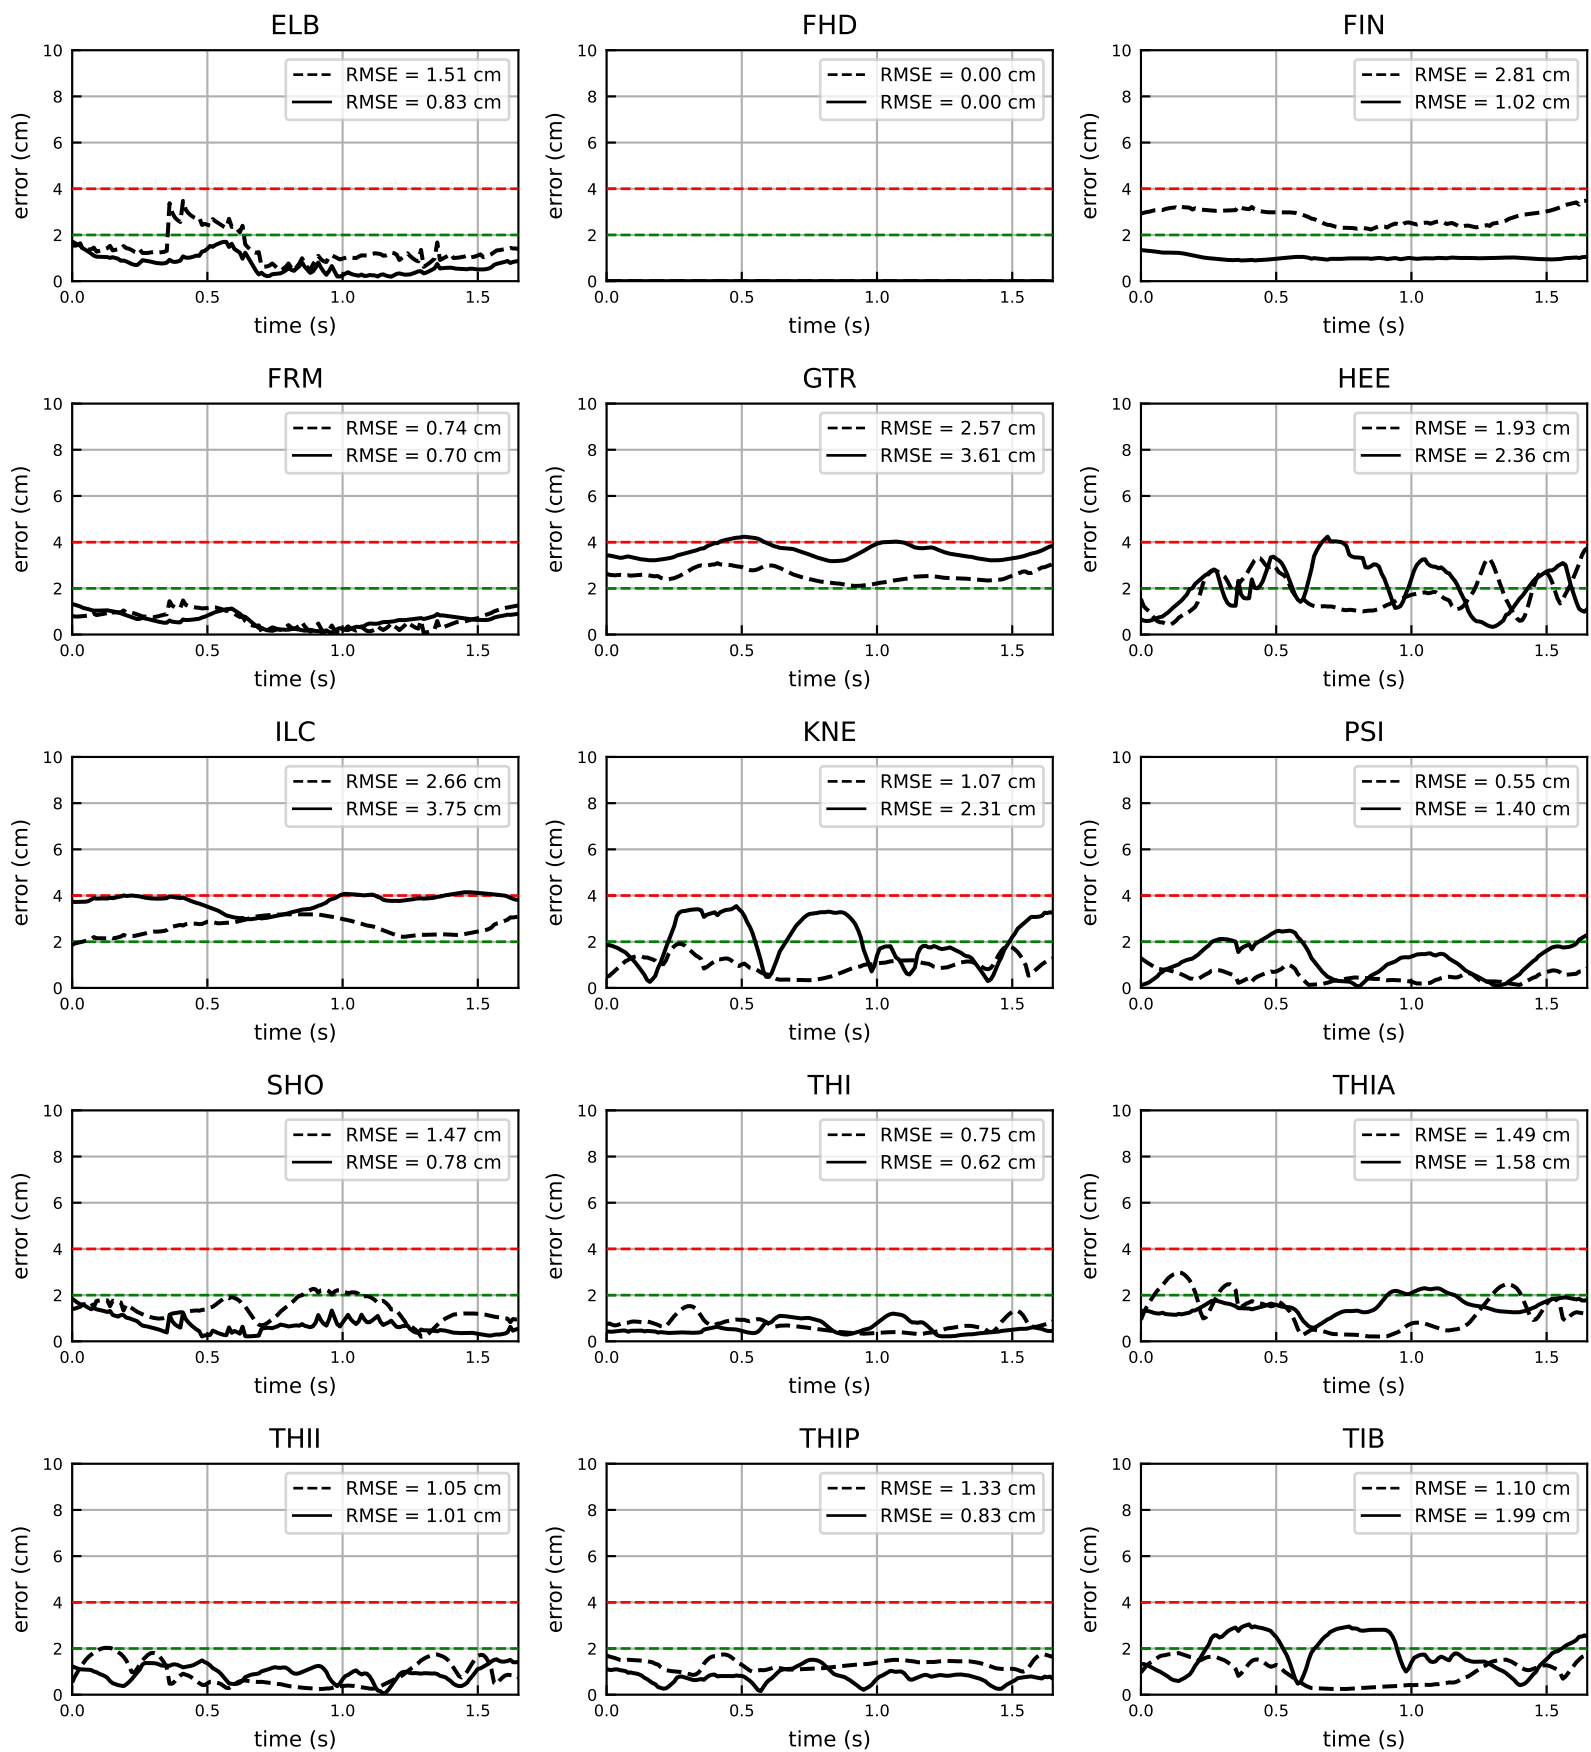 ELB
FHD
FIN
10
8
6
4
2
0
error (cm)
RMSE = 1.51 cm
RMSE = 0.83 cm
0.0 0.5 1.0 1.5
time (s)
10
8
6
4
2
0
error (cm)
RMSE = 0.00 cm
RMSE = 0.00 cm
0.0 0.5 1.0 1.5
time (s)
10
8
6
4
2
0
error (cm)
RMSE = 2.81 cm
RMSE = 1.02 cm
0.0 0.5 1.0 1.5
time (s)
FRM
GTR
HEE
10
8
6
4
2
0
error (cm)
RMSE = 0.74 cm
RMSE = 0.70 cm
0.0 0.5 1.0 1.5
time (s)
10
8
6
4
2
0
error (cm)
RMSE = 2.57 cm
RMSE = 3.61 cm
0.0 0.5 1.0 1.5
time (s)
10
8
6
4
2
0
error (cm)
RMSE = 1.93 cm
RMSE = 2.36 cm
0.0 0.5 1.0 1.5
time (s)
ILC
KNE
PSI
10
8
6
4
2
0
error (cm)
RMSE = 2.66 cm
RMSE = 3.75 cm
0.0 0.5 1.0 1.5
time (s)
10
8
6
4
2
0
error (cm)
RMSE = 1.07 cm
RMSE = 2.31 cm
0.0 0.5 1.0 1.5
time (s)
10
8
6
4
2
0
error (cm)
RMSE = 0.55 cm
RMSE = 1.40 cm
0.0 0.5 1.0 1.5
time (s)
SHO
THI
THIA
10
8
6
4
2
0
error (cm)
RMSE = 1.47 cm
RMSE = 0.78 cm
0.0 0.5 1.0 1.5
time (s)
10
8
6
4
2
0
error (cm)
RMSE = 0.75 cm
RMSE = 0.62 cm
0.0 0.5 1.0 1.5
time (s)
10
8
6
4
2
0
error (cm)
RMSE = 1.49 cm
RMSE = 1.58 cm
0.0 0.5 1.0 1.5
time (s)
THII
THIP
TIB
10
8
6
4
2
0
error (cm)
RMSE = 1.05 cm
RMSE = 1.01 cm
0.0 0.5 1.0 1.5
time (s)
10
8
6
4
2
0
error (cm)
RMSE = 1.33 cm
RMSE = 0.83 cm
0.0 0.5 1.0 1.5
time (s)
10
8
6
4
2
0
error (cm)
RMSE = 1.10 cm
RMSE = 1.99 cm
0.0 0.5 1.0 1.5
time (s)